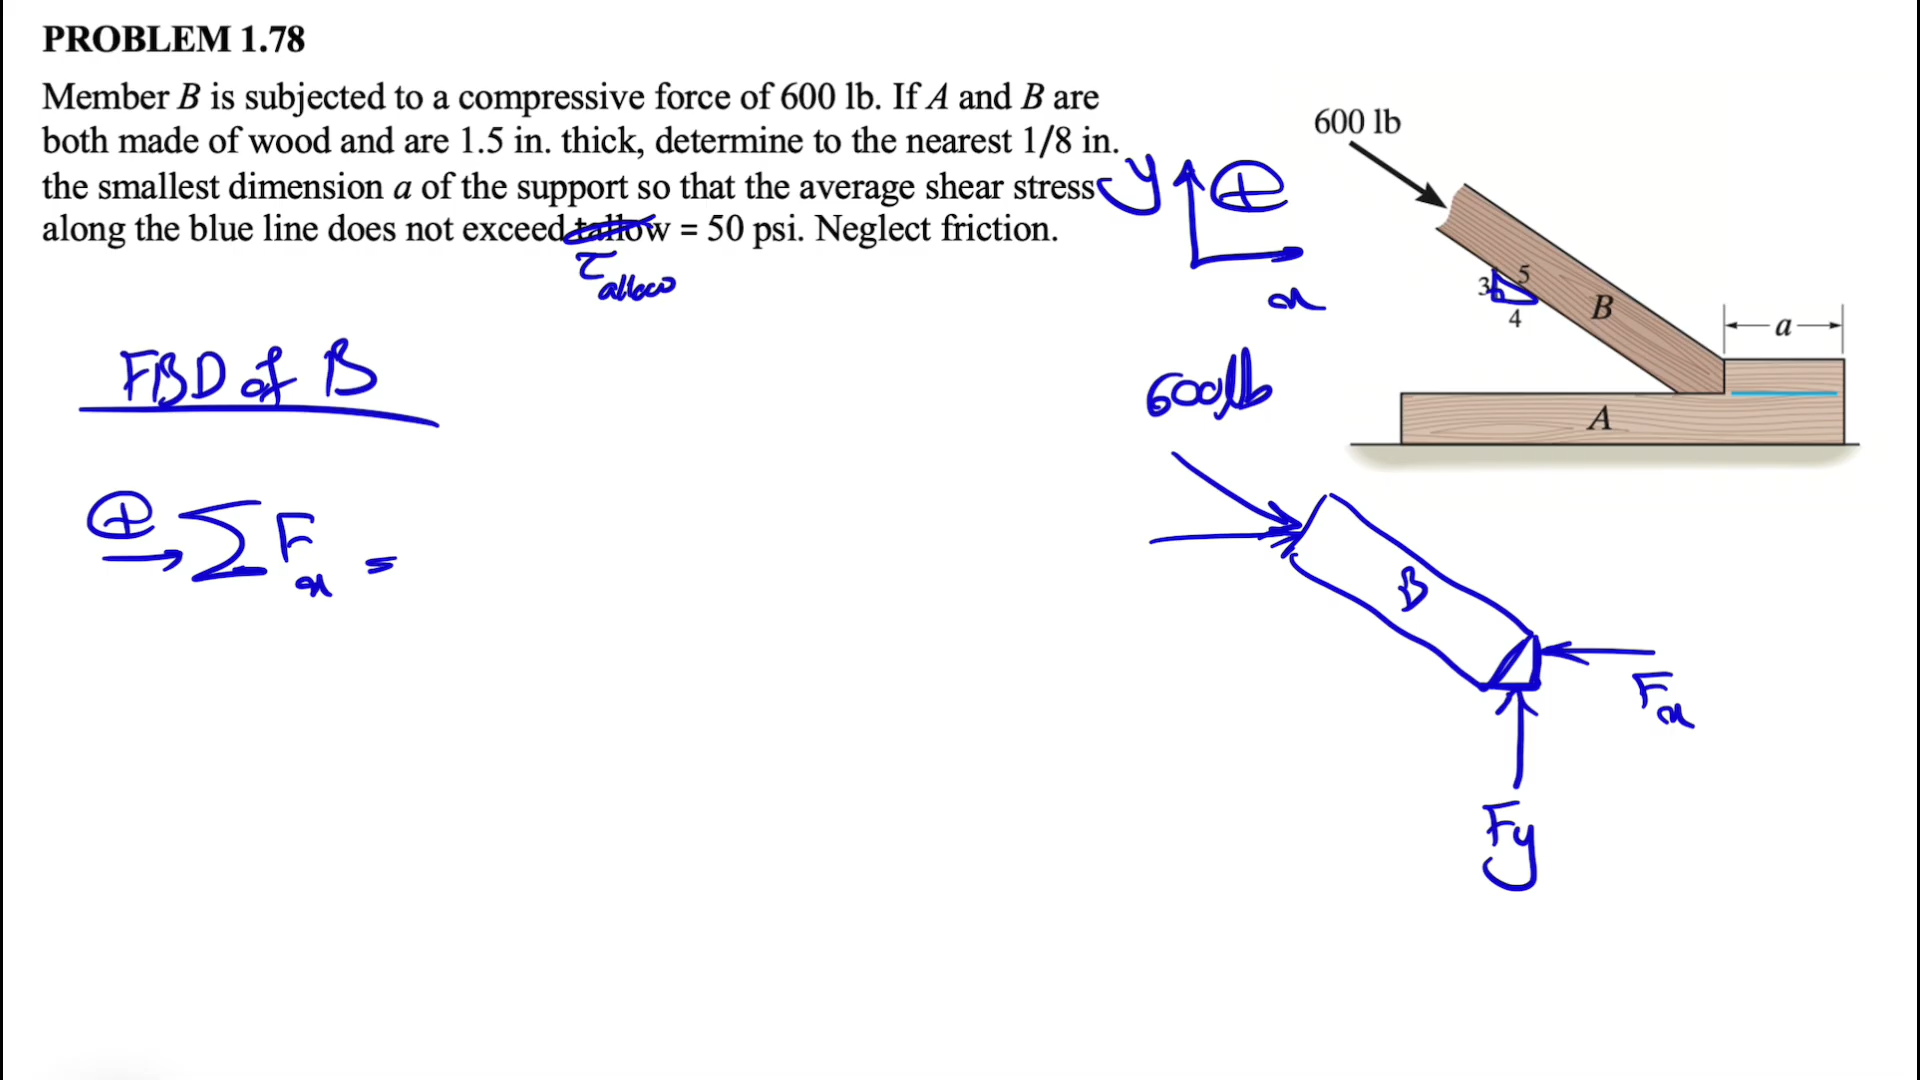 PROBLEM 1.78
Member B is subjected to a compressive force of 600 lb. If A and B are
both made of wood and are 1.5 in. thick, determine to the nearest 1/8 in.
the smallest dimension a of the support so that the average shear stress
along the blue line does not exceed tallow = 50 psi. Neglect friction.
τ allow
y +
x
600 lb
3 5
4
B
a
A
FBD of B
+ → ΣFx =
600lb
B
Fx
Fy